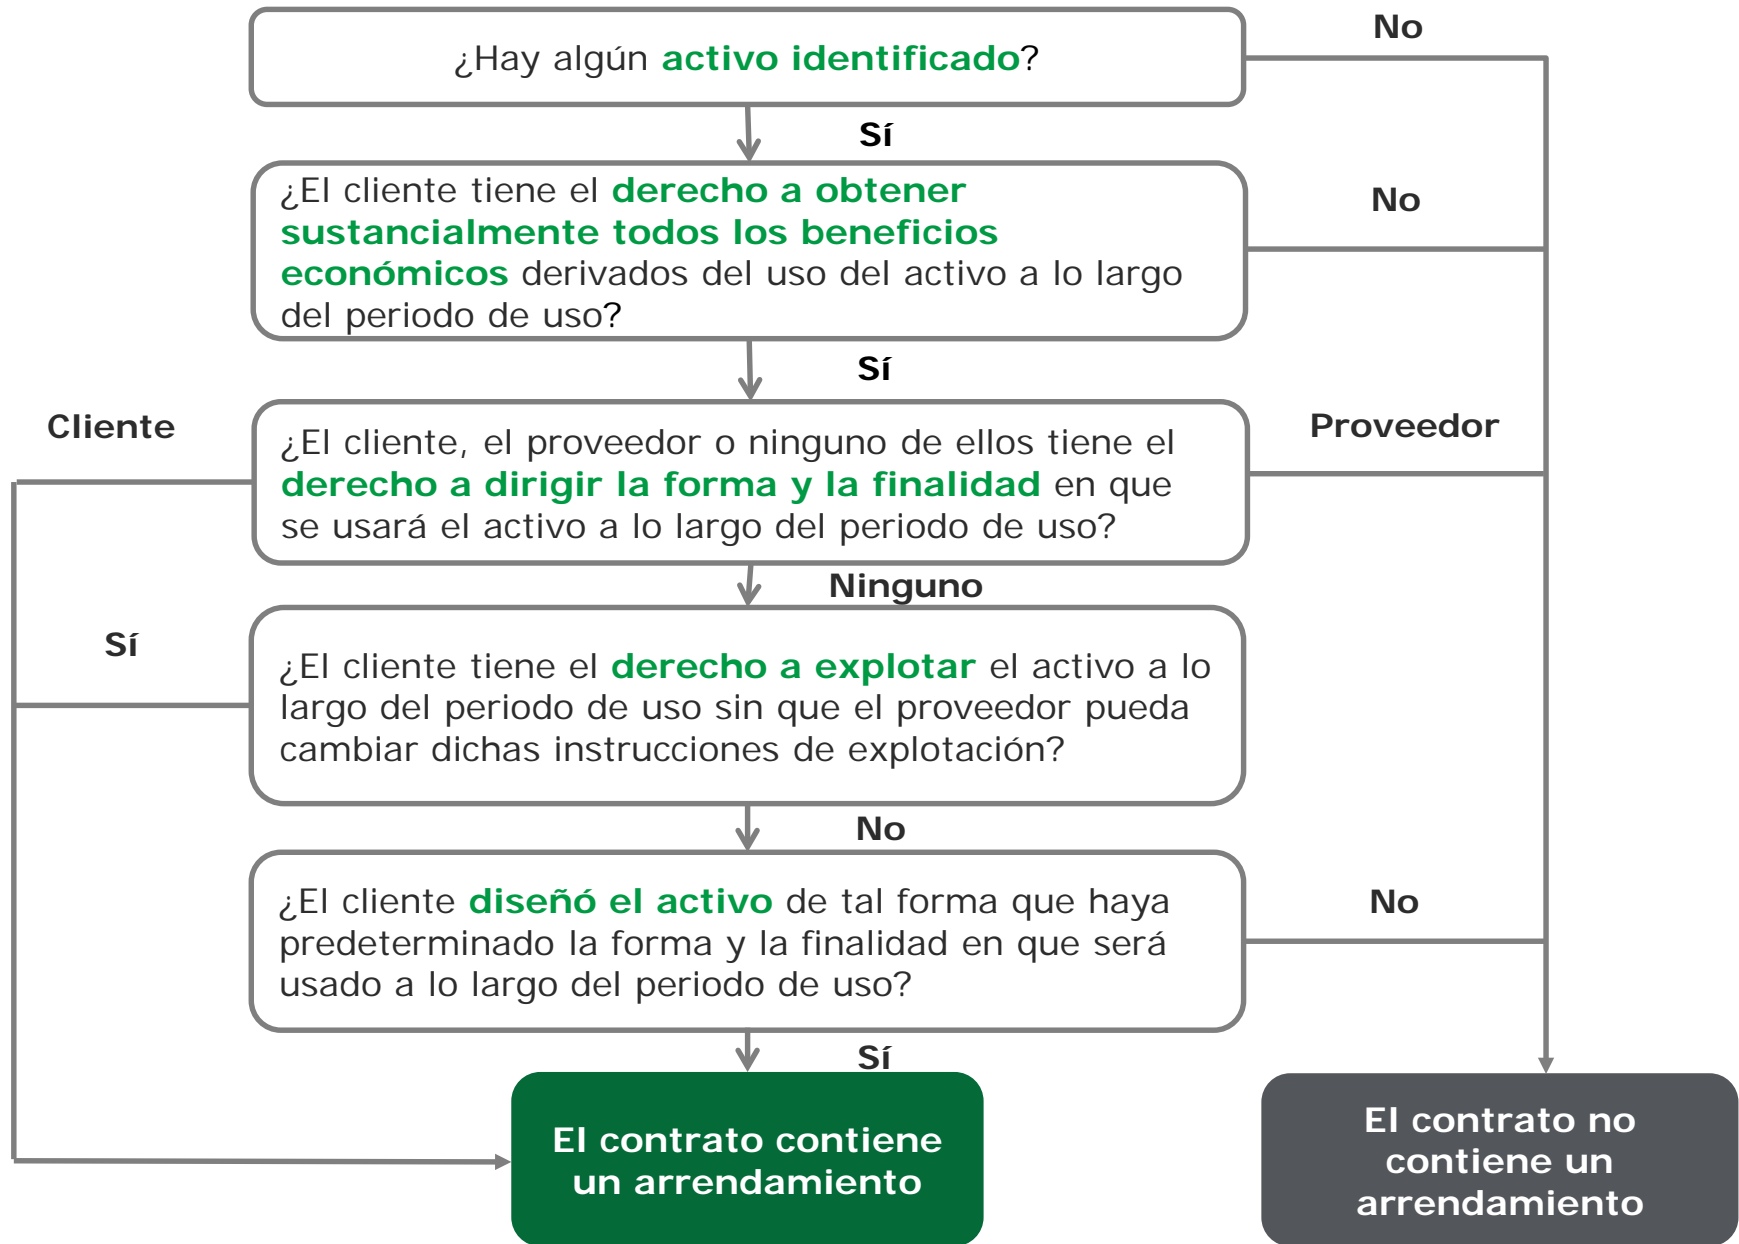 ¿Hay algún activo identificado?
No
Sí
¿El cliente tiene el derecho a obtener
sustancialmente todos los beneficios
económicos derivados del uso del activo a lo largo
del periodo de uso?
No
Sí
Cliente
¿El cliente, el proveedor o ninguno de ellos tiene el
derecho a dirigir la forma y la finalidad en que
se usará el activo a lo largo del periodo de uso?
Proveedor
Ninguno
Sí
¿El cliente tiene el derecho a explotar el activo a lo
largo del periodo de uso sin que el proveedor pueda
cambiar dichas instrucciones de explotación?
No
¿El cliente diseñó el activo de tal forma que haya
predeterminado la forma y la finalidad en que será
usado a lo largo del periodo de uso?
No
Sí
El contrato contiene
un arrendamiento
El contrato no
contiene un
arrendamiento